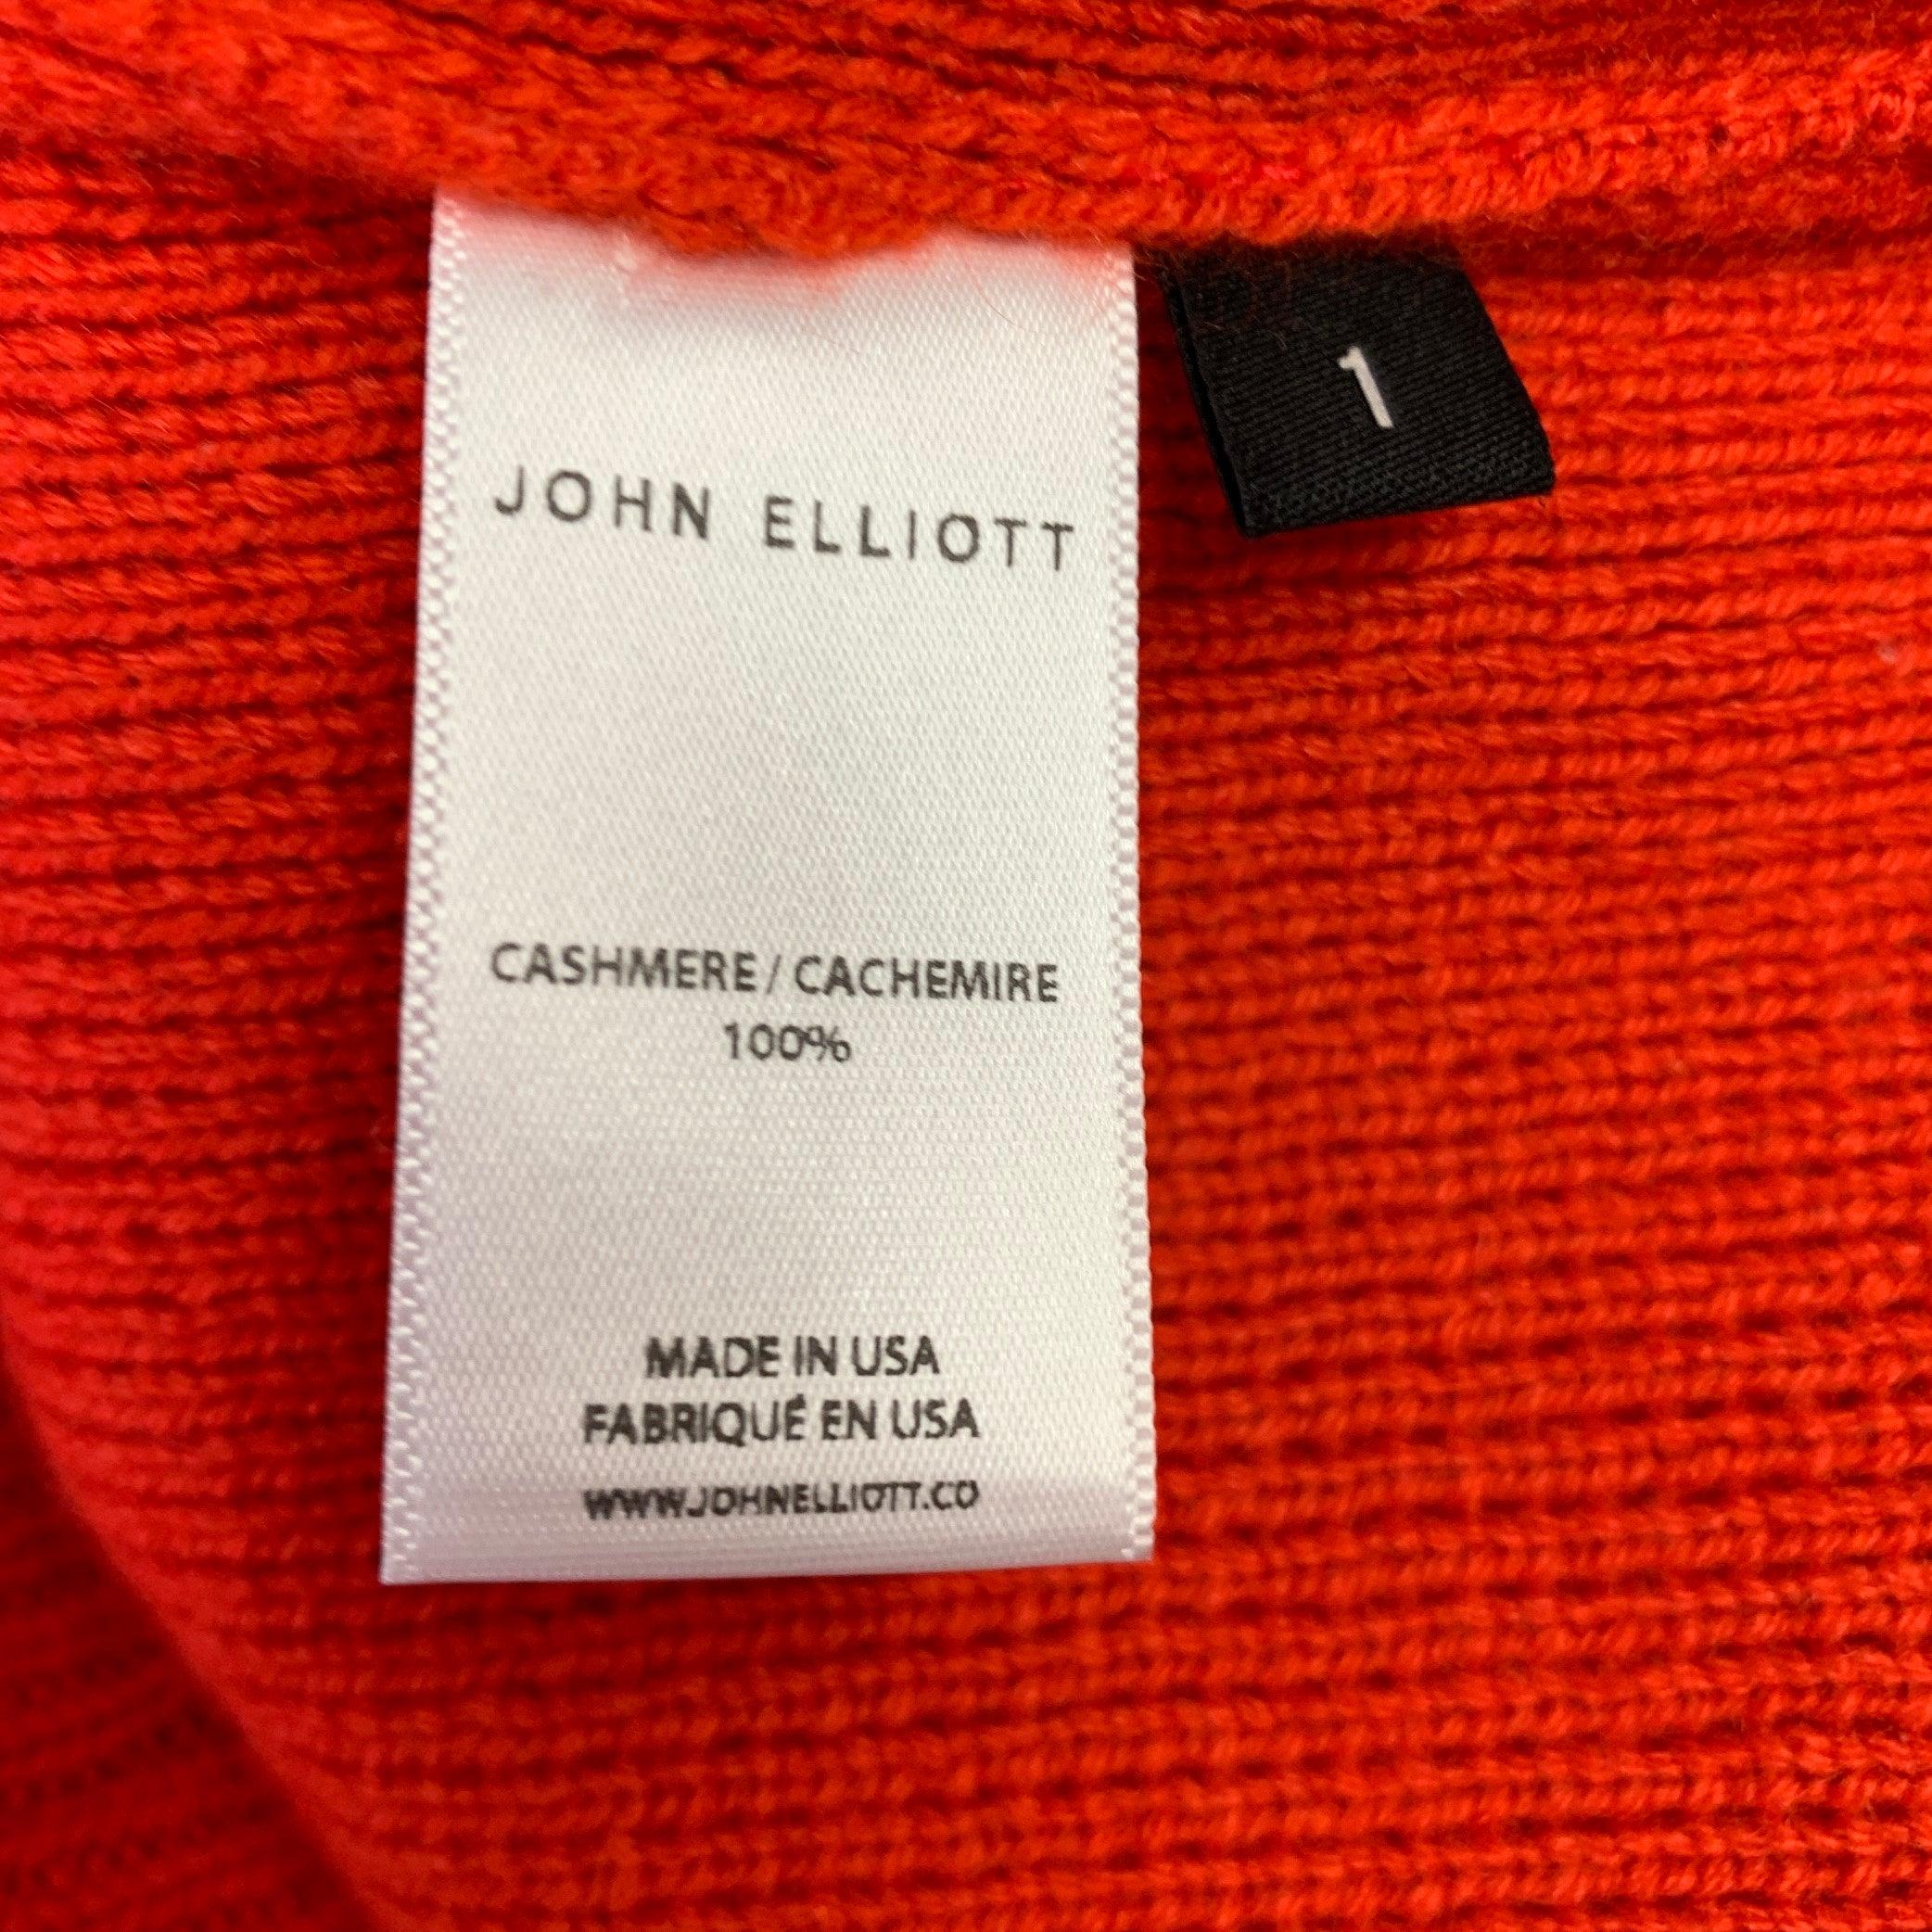 1
JOHN ELLIOTT
CASHMERE / CACHEMIRE
100%
MADE IN USA
FABRIQUÉ EN USA
WWW.JOHNELLIOTT.CO